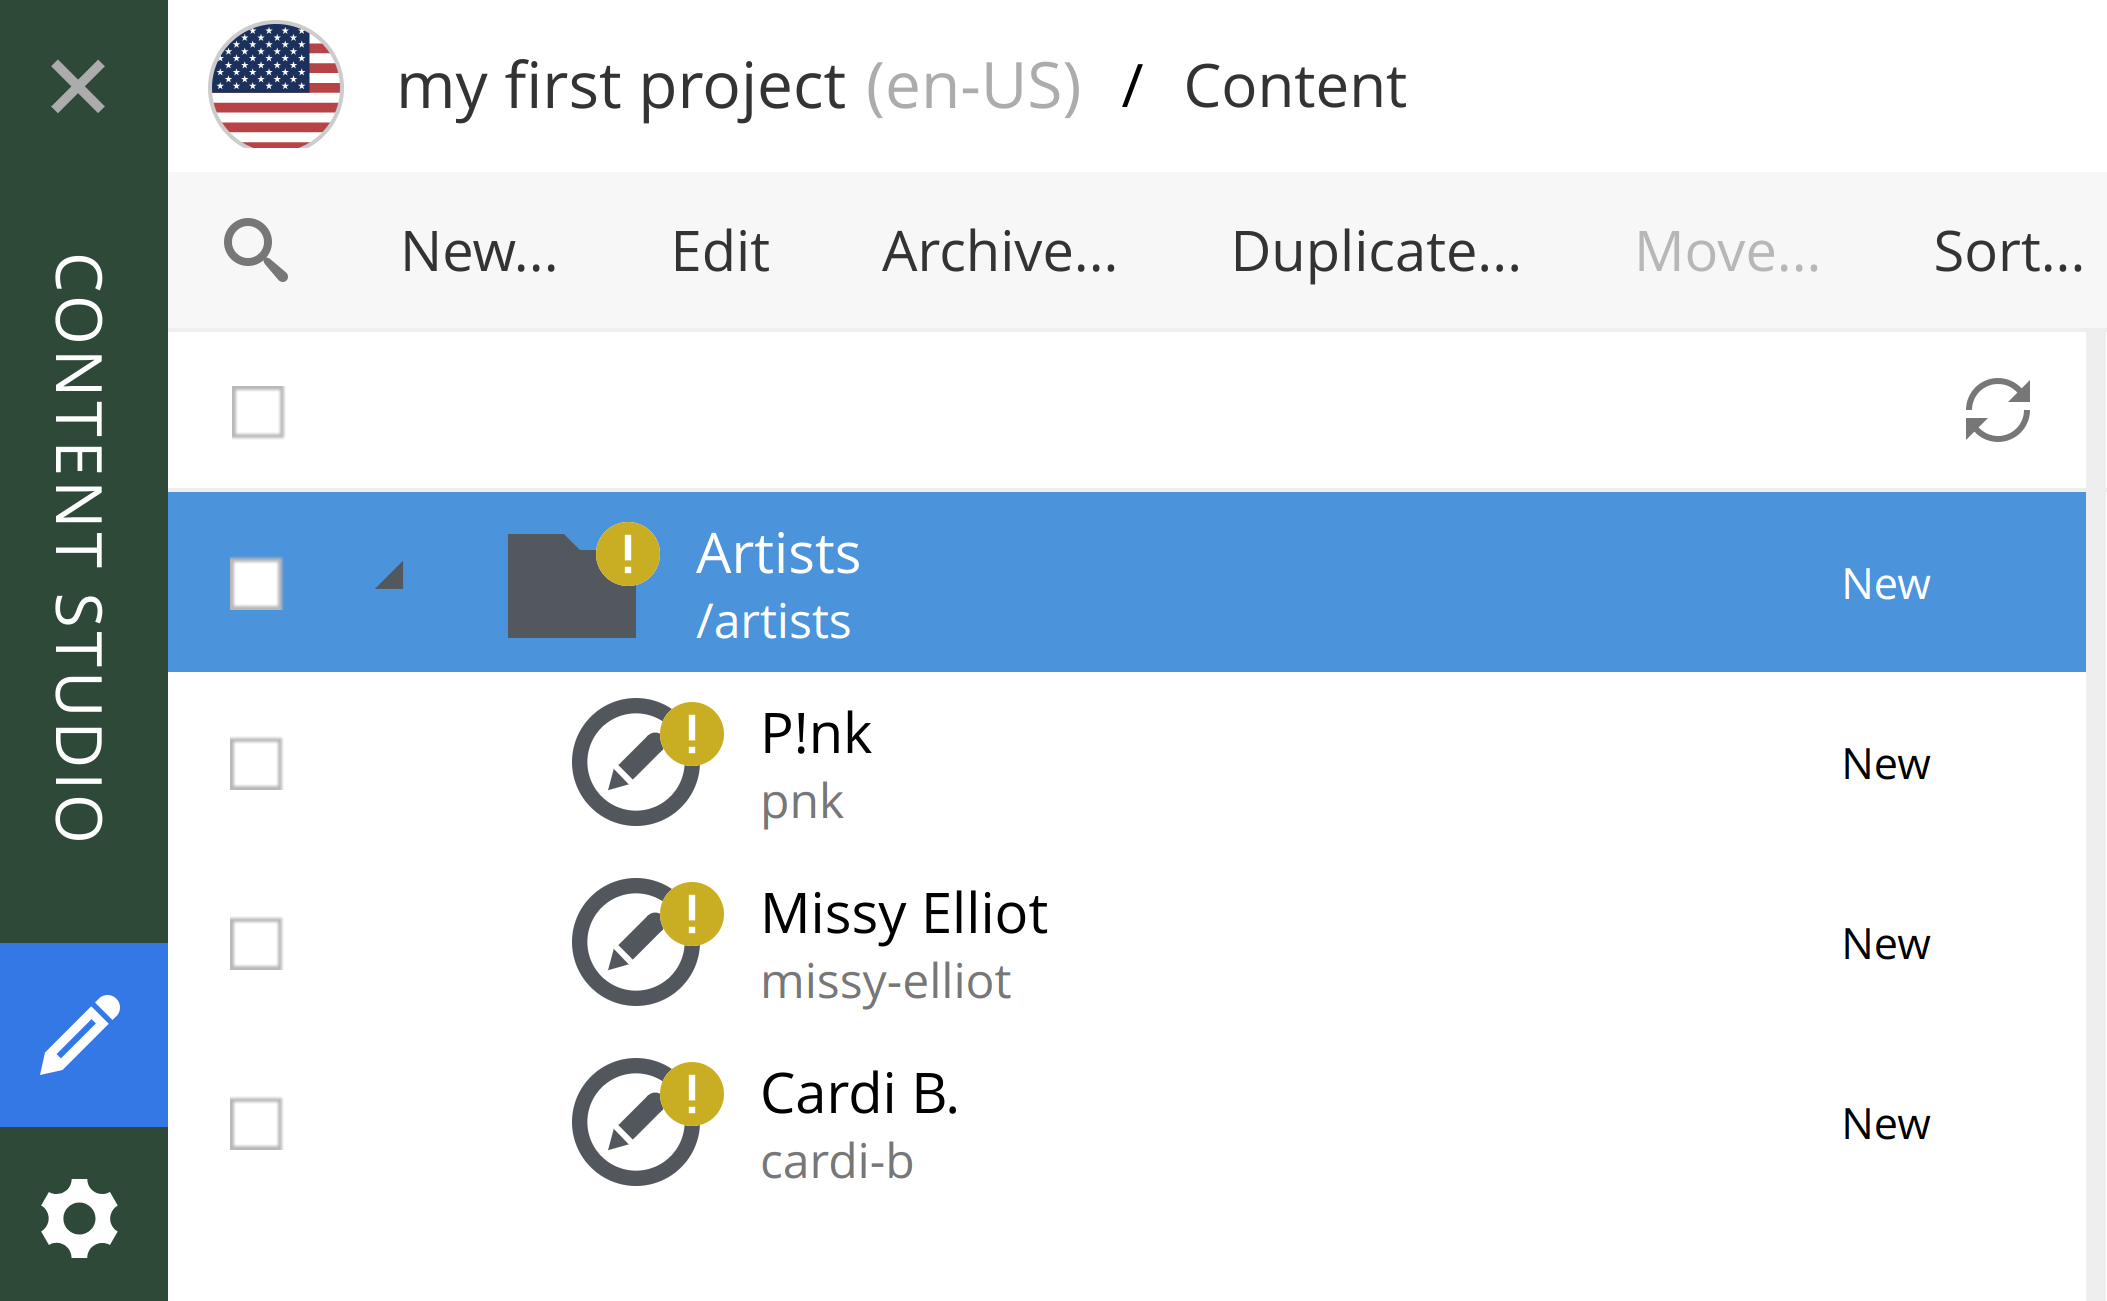 my first project (en-US) / Content
CONTENT STUDIO
New... Edit Archive... Duplicate... Move... Sort...
Artists
/artists
New
P!nk
pnk
New
Missy Elliot
missy-elliot
New
Cardi B.
cardi-b
New